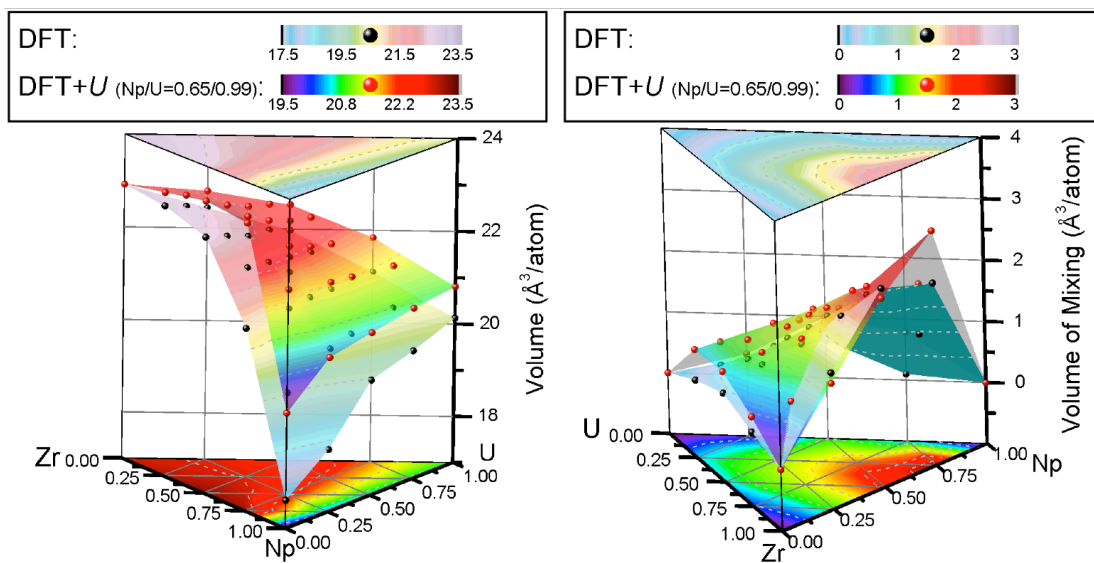 DFT:
17.5 19.5 21.5 23.5
DFT+U (Np/U=0.65/0.99):
19.5 20.8 22.2 23.5
24
22
20
18
Volume (Å³/atom)
Zr
0.00
0.25
0.50
0.75
1.00
Np
0.00
0.25
0.50
0.75
1.00
U
DFT:
0 1 2 3
DFT+U (Np/U=0.65/0.99):
0 1 2 3
4
3
2
1
0
Volume of Mixing (Å³/atom)
U
0.00
0.25
0.50
0.75
1.00
Zr
0.00
0.25
0.50
0.75
1.00
Np